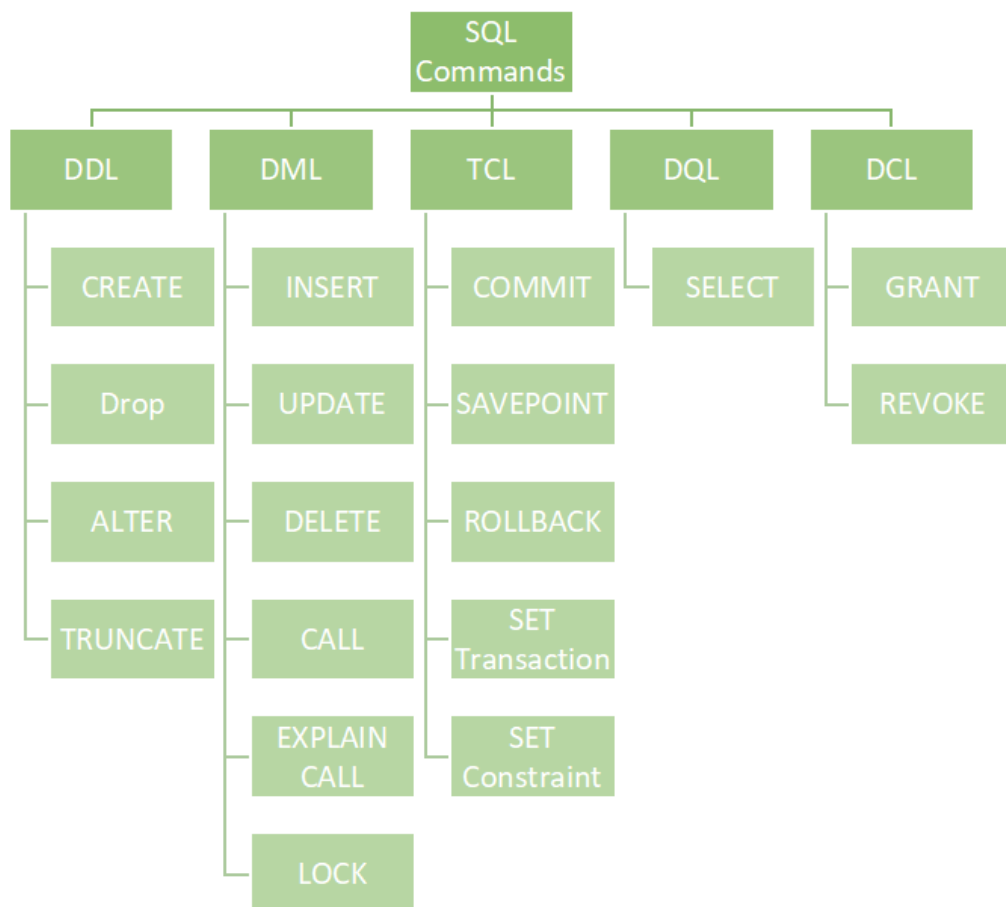 SQL
Commands
DDL
DML
TCL
DQL
DCL
CREATE
INSERT
COMMIT
SELECT
GRANT
Drop
UPDATE
SAVEPOINT
REVOKE
ALTER
DELETE
ROLLBACK
TRUNCATE
CALL
SET
Transaction
EXPLAIN
CALL
SET
Constraint
LOCK